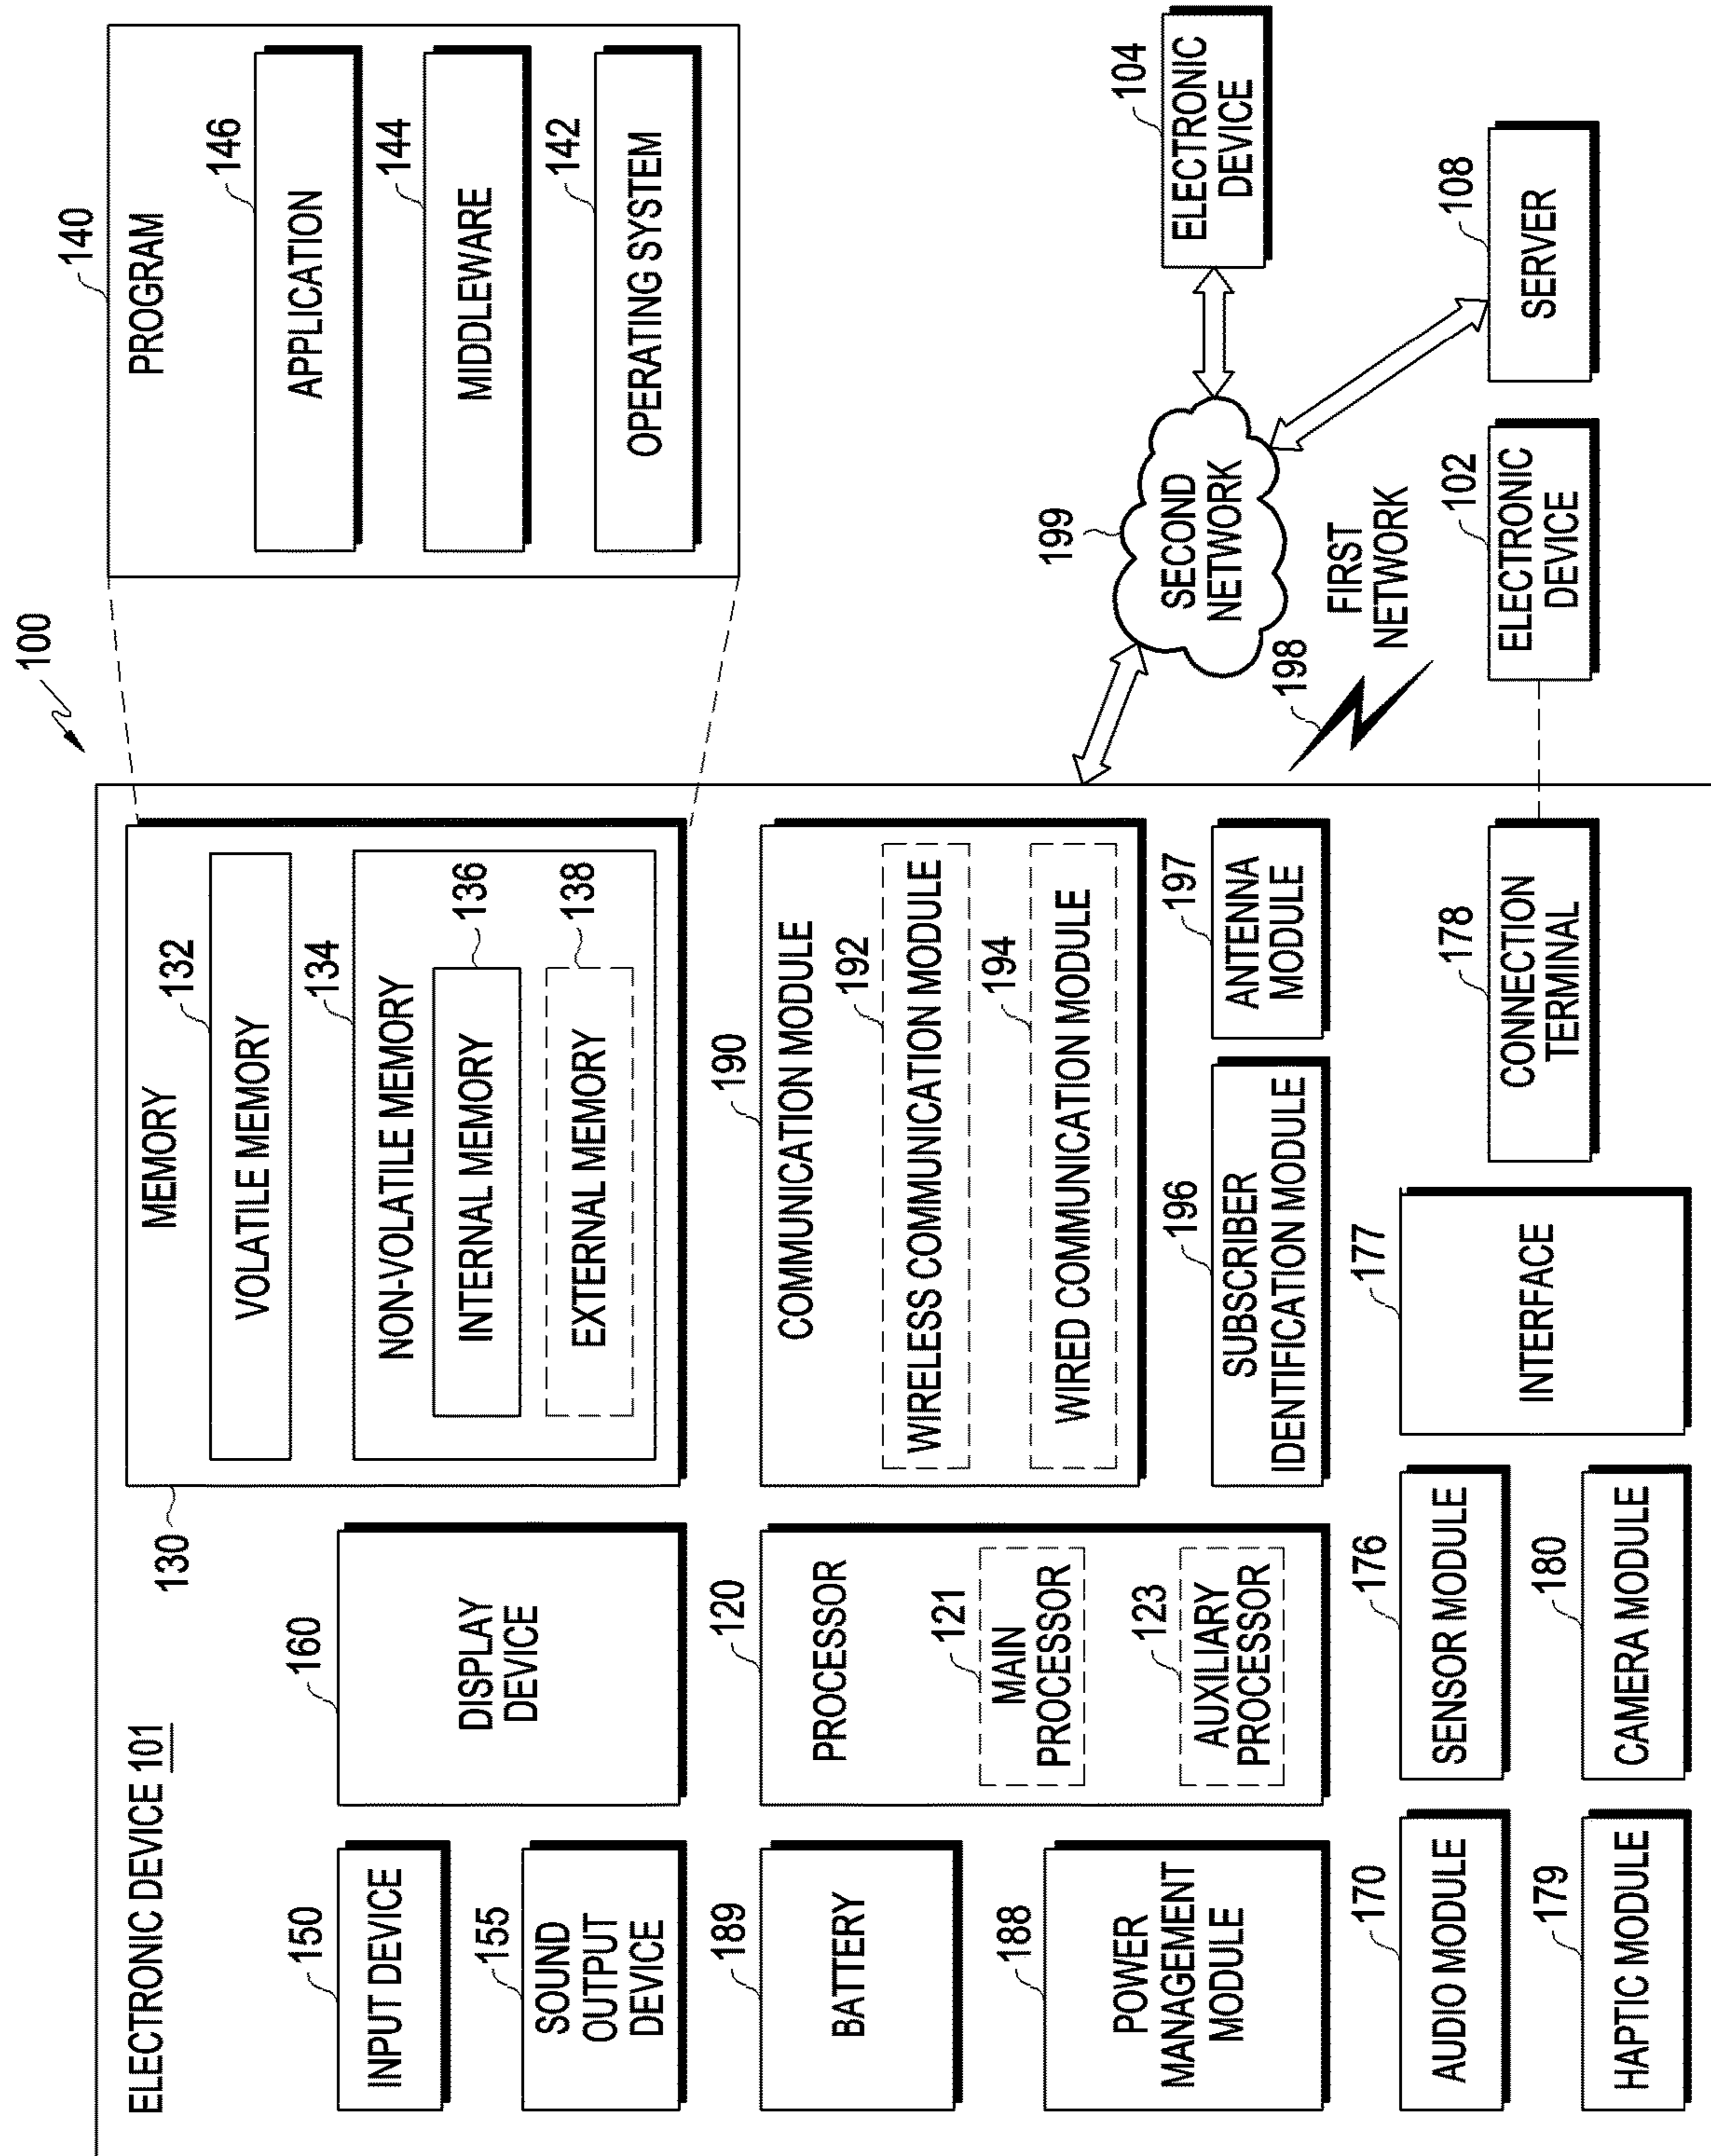 100
ELECTRONIC DEVICE 101
130
MEMORY
132
VOLATILE MEMORY
134
NON-VOLATILE MEMORY
136
INTERNAL MEMORY
138
EXTERNAL MEMORY
140
PROGRAM
146
APPLICATION
144
MIDDLEWARE
142
OPERATING SYSTEM
150
INPUT DEVICE
155
SOUND
OUTPUT
DEVICE
160
DISPLAY
DEVICE
189
BATTERY
188
POWER
MANAGEMENT
MODULE
120
PROCESSOR
121
MAIN
PROCESSOR
123
AUXILIARY
PROCESSOR
190
COMMUNICATION MODULE
192
WIRELESS COMMUNICATION MODULE
194
WIRED COMMUNICATION MODULE
196
SUBSCRIBER
IDENTIFICATION MODULE
197
ANTENNA
MODULE
199
SECOND
NETWORK
104
ELECTRONIC
DEVICE
198
FIRST
NETWORK
108
SERVER
102
ELECTRONIC
DEVICE
170
AUDIO MODULE
176
SENSOR MODULE
177
INTERFACE
178
CONNECTION
TERMINAL
179
HAPTIC MODULE
180
CAMERA MODULE